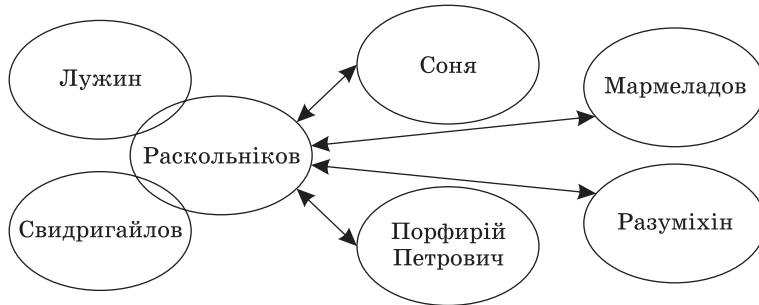 Лужин
Соня
Мармеладов
Раскольніков
Свидригайлов
Порфирій
Петрович
Разуміхін